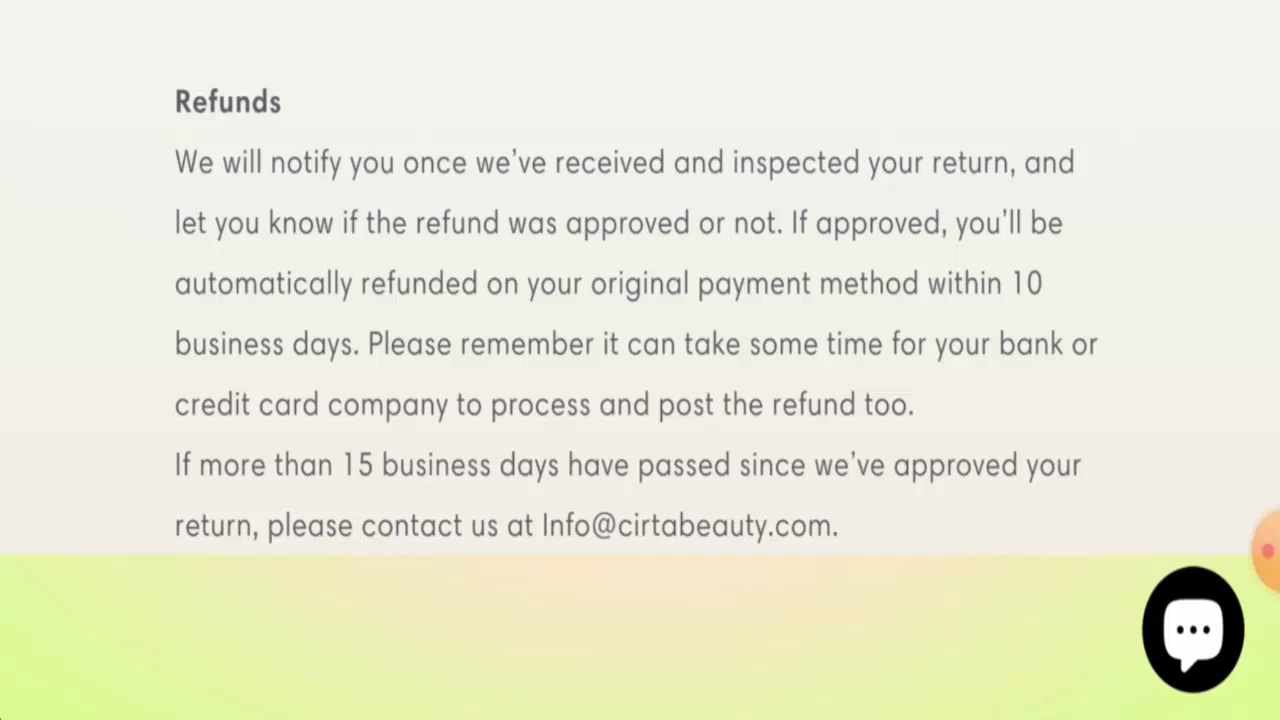 Refunds
We will notify you once we've received and inspected your return, and
let you know if the refund was approved or not. If approved, you'll be
automatically refunded on your original payment method within 10
business days. Please remember it can take some time for your bank or
credit card company to process and post the refund too.
If more than 15 business days have passed since we've approved your
return, please contact us at Info@cirtabeauty.com.